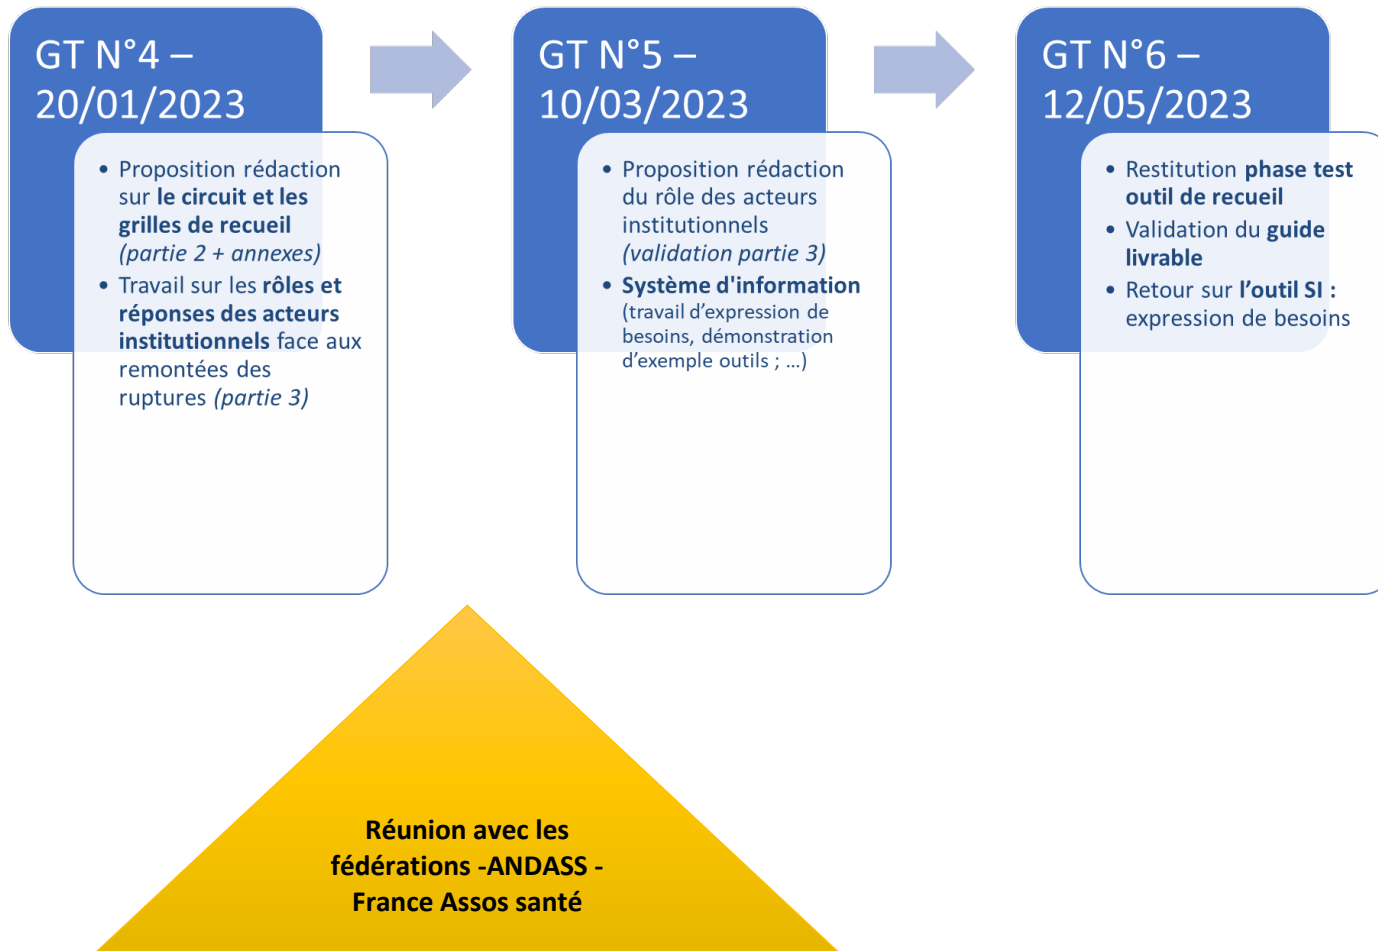 GT N°4 –
20/01/2023
• Proposition rédaction
sur le circuit et les
grilles de recueil
(partie 2 + annexes)
• Travail sur les rôles et
réponses des acteurs
institutionnels face aux
remontées des
ruptures (partie 3)
GT N°5 –
10/03/2023
• Proposition rédaction
du rôle des acteurs
institutionnels
(validation partie 3)
• Système d'information
(travail d’expression de
besoins, démonstration
d’exemple outils ; …)
GT N°6 –
12/05/2023
• Restitution phase test
outil de recueil
• Validation du guide
livrable
• Retour sur l’outil SI :
expression de besoins
Réunion avec les
fédérations -ANDASS -
France Assos santé